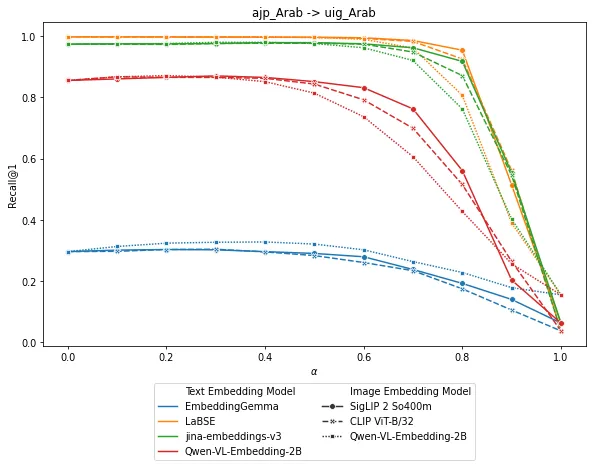 ajp_Arab -> uig_Arab
1.0
0.8
0.6
0.4
0.2
0.0
Recall@1
0.0 0.2 0.4 0.6 0.8 1.0
α
Text Embedding Model Image Embedding Model
EmbeddingGemma SigLIP 2 So400m
LaBSE CLIP ViT-B/32
jina-embeddings-v3 Qwen-VL-Embedding-2B
Qwen-VL-Embedding-2B